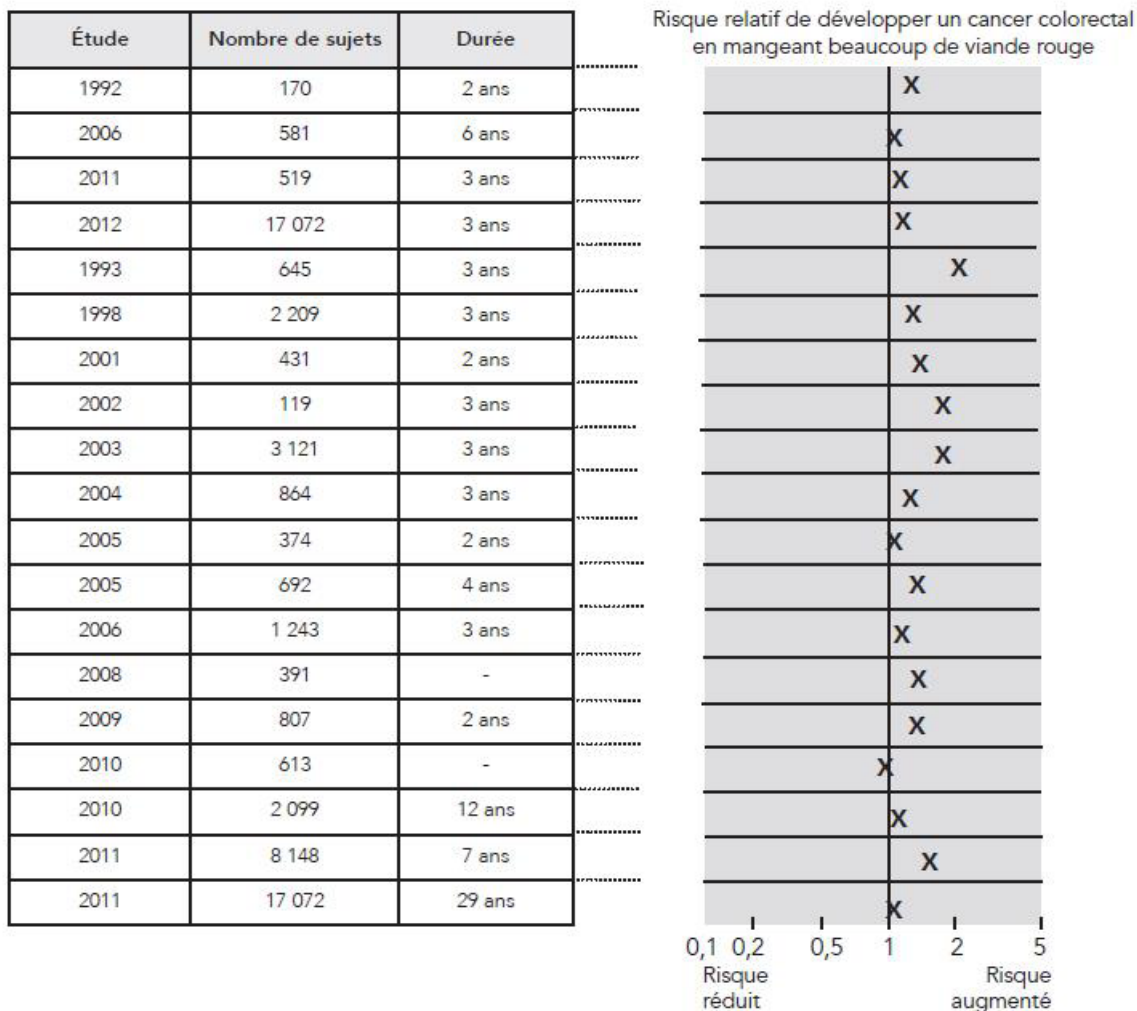 Risque relatif de développer un cancer colorectal
en mangeant beaucoup de viande rouge
Étude Nombre de sujets Durée
1992 170 2 ans X
2006 581 6 ans X
2011 519 3 ans X
2012 17 072 3 ans X
1993 645 3 ans X
1998 2 209 3 ans X
2001 431 2 ans X
2002 119 3 ans X
2003 3 121 3 ans X
2004 864 3 ans X
2005 374 2 ans X
2005 692 4 ans X
2006 1 243 3 ans X
2008 391 - X
2009 807 2 ans X
2010 613 - X
2010 2 099 12 ans X
2011 8 148 7 ans X
2011 17 072 29 ans X
0,1 0,2 0,5 1 2 5
Risque Risque
réduit augmenté